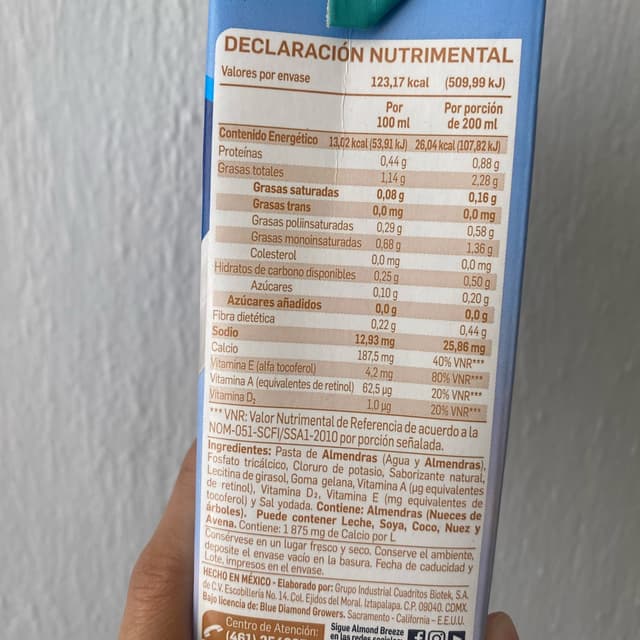 DECLARACIÓN NUTRIMENTAL
Valores por envase 123,17 kcal (509,99 kJ)
Por 100 ml Por porción de 200 ml
Contenido Energético 13,02 kcal (53,91 kJ) 26,04 kcal (107,82 kJ)
Proteínas 0,44 g 0,88 g
Grasas totales 1,14 g 2,28 g
Grasas saturadas 0,08 g 0,16 g
Grasas trans 0,0 mg 0,0 mg
Grasas poliinsaturadas 0,29 g 0,58 g
Grasas monoinsaturadas 0,68 g 1,36 g
Colesterol 0,0 mg 0,0 mg
Hidratos de carbono disponibles 0,25 g 0,50 g
Azúcares 0,10 g 0,20 g
Azúcares añadidos 0,0 g 0,0 g
Fibra dietética 0,22 g 0,44 g
Sodio 12,93 mg 25,86 mg
Calcio 187,5 mg 40% VNR***
Vitamina E (alfa tocoferol) 4,2 mg 80% VNR***
Vitamina A (equivalentes de retinol) 62,5 µg 20% VNR***
Vitamina D₂ 1,0 µg 20% VNR***
*** VNR: Valor Nutrimental de Referencia de acuerdo a la
NOM-051-SCFI/SSA1-2010 por porción señalada.
Ingredientes: Pasta de Almendras (Agua y Almendras),
Fosfato tricálcico, Cloruro de potasio, Saborizante natural,
Lecitina de girasol, Goma gelana, Vitamina A (µg equivalentes
de retinol), Vitamina D₂, Vitamina E (mg equivalentes de
tocoferol) y Sal yodada. Contiene: Almendras (Nueces de
árboles). Puede contener Leche, Soya, Coco, Nuez y
Avena. Contiene: 1 875 mg de Calcio por L
Consérvese en un lugar fresco y seco. Conserve el ambiente,
deposite el envase vacío en la basura. Fecha de caducidad y
Lote, impresos en el envase.
HECHO EN MÉXICO - Elaborado por: Grupo Industrial Cuadritos Biotek, S.A.
de C.V. Escobillería No. 14. Col. Ejidos del Moral. Iztapalapa. C.P. 09040. CDMX.
Bajo licencia de: Blue Diamond Growers. Sacramento - California - E.E.U.U.
Centro de Atención: Sigue Almond Breeze
en las redes sociales: